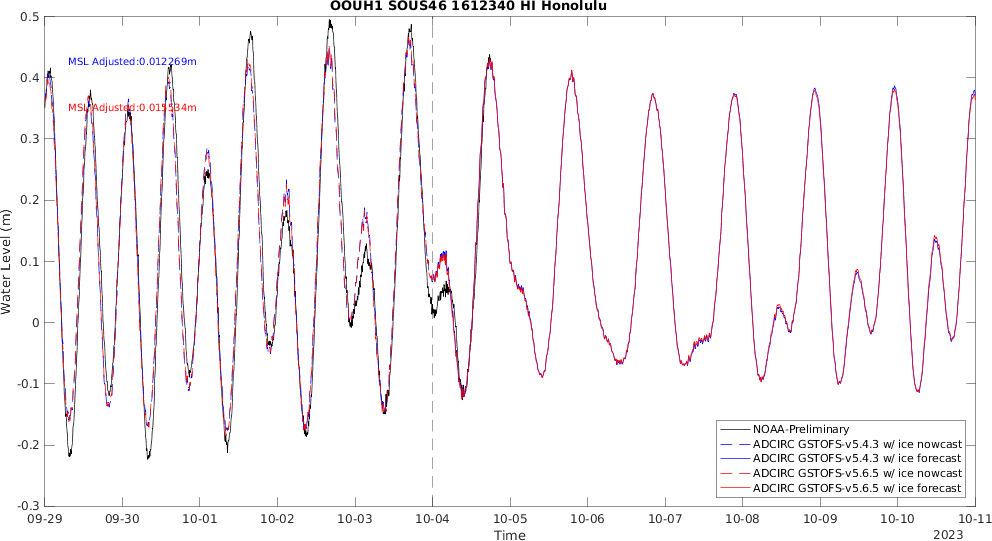 OOUH1 SOUS46 1612340 HI Honolulu
MSL Adjusted:0.012269m
MSL Adjusted:0.015534m
Water Level (m)
0.5
0.4
0.3
0.2
0.1
0
-0.1
-0.2
-0.3
NOAA-Preliminary
ADCIRC GSTOFS-v5.4.3 w/ ice nowcast
ADCIRC GSTOFS-v5.4.3 w/ ice forecast
ADCIRC GSTOFS-v5.6.5 w/ ice nowcast
ADCIRC GSTOFS-v5.6.5 w/ ice forecast
09-29 09-30 10-01 10-02 10-03 10-04 10-05 10-06 10-07 10-08 10-09 10-10 10-11
Time
2023